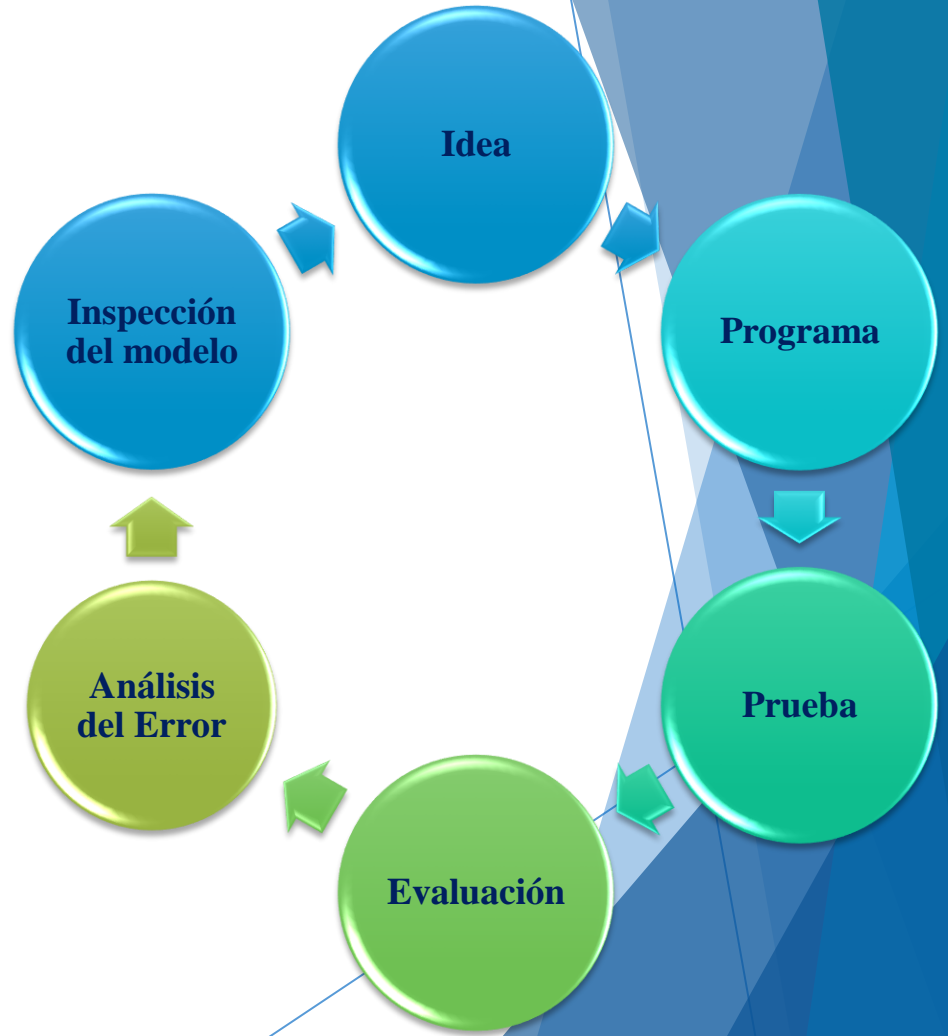 Idea
Programa
Prueba
Evaluación
Análisis
del Error
Inspección
del modelo